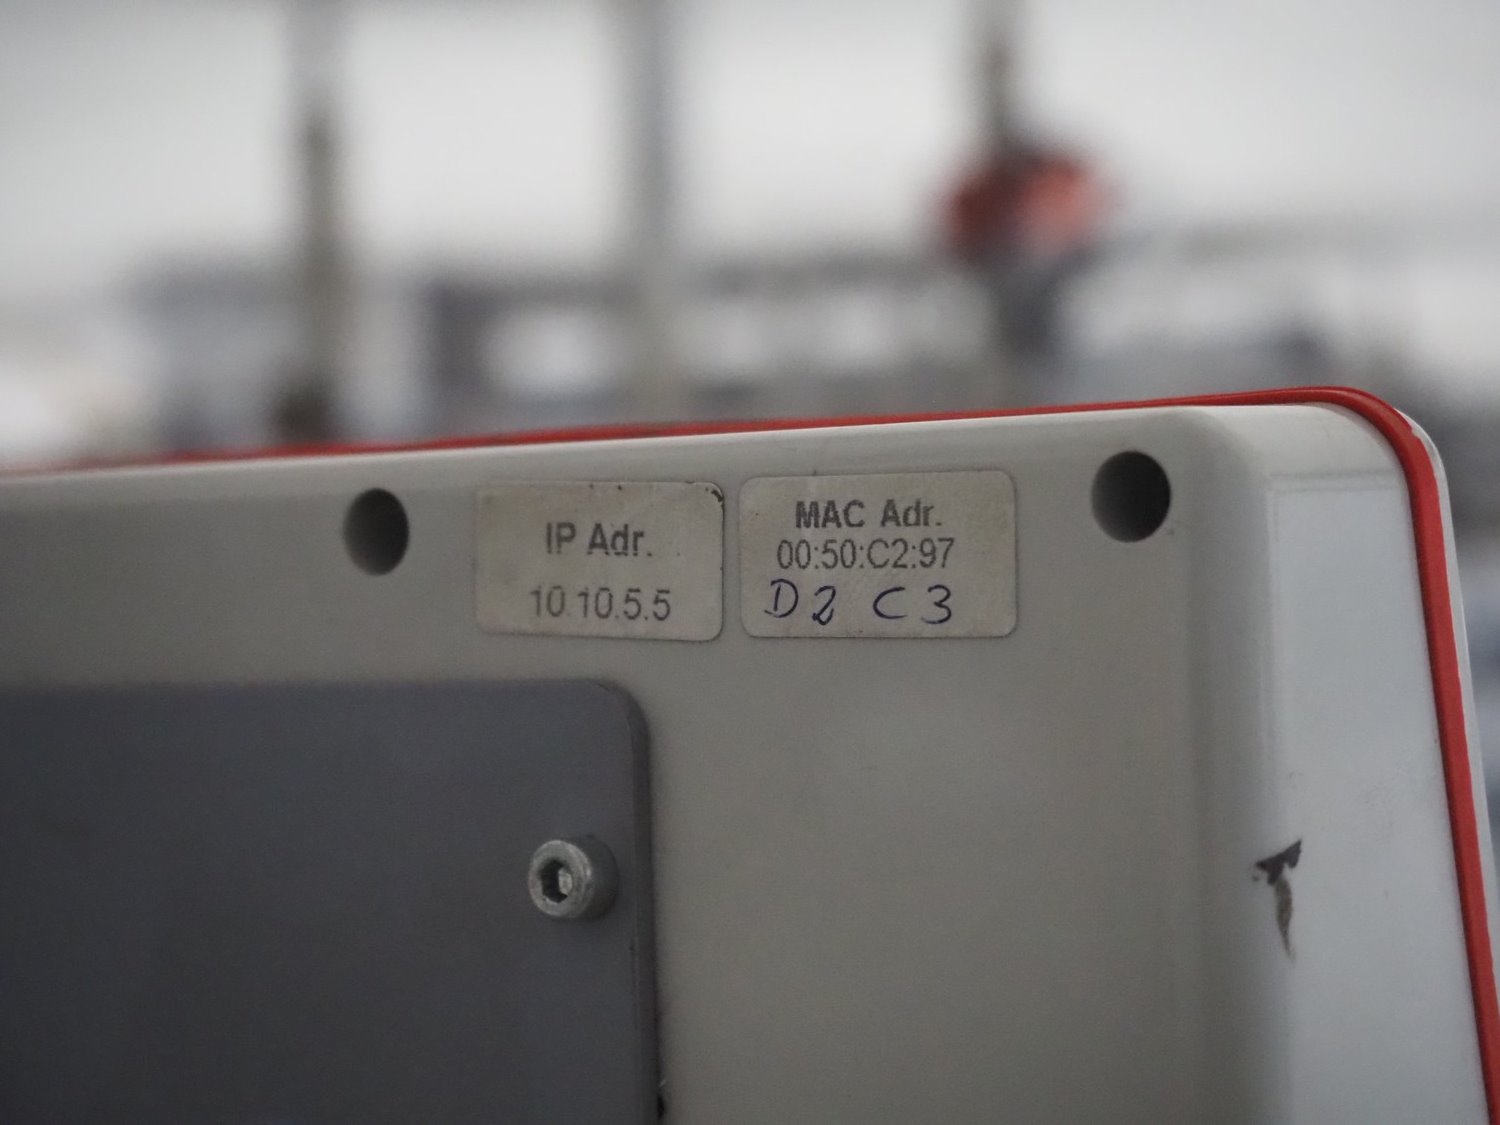 IP Adr.
10.10.5.5
MAC Adr.
00:50:C2:97
D2 C3